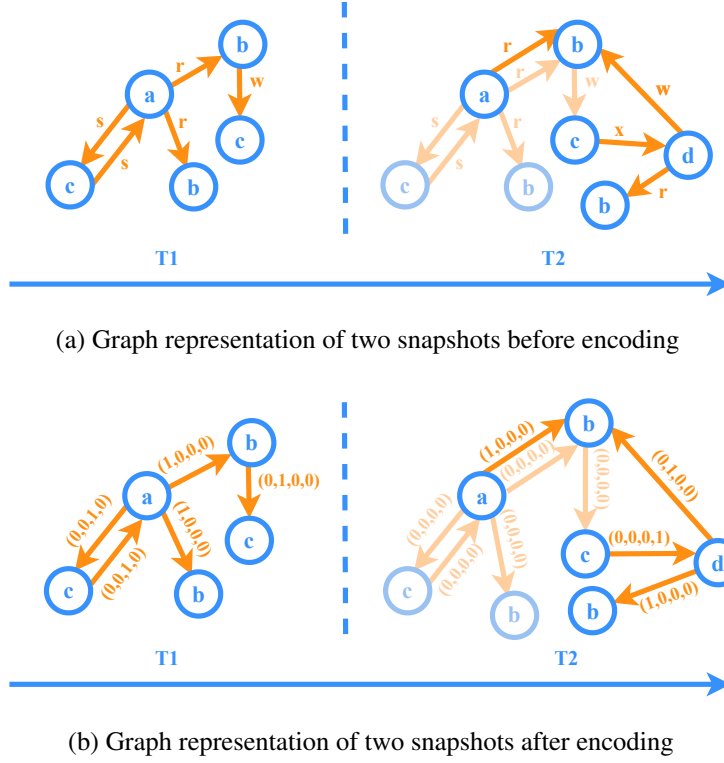 b
r
w
a
s
s
r
c
c
b
T1
b
r
r
w
w
a
s
s
r
c
x
d
c
b
b
r
T2
(a) Graph representation of two snapshots before encoding
b
(1,0,0,0)
(0,1,0,0)
a
(0,0,1,0)
(0,0,1,0)
(1,0,0,0)
c
c
b
T1
b
(1,0,0,0)
(0,0,0,0)
(0,0,0,0)
(0,1,0,0)
a
(0,0,0,0)
(0,0,0,0)
(0,0,0,0)
c
(0,0,0,1)
d
c
b
b
(1,0,0,0)
T2
(b) Graph representation of two snapshots after encoding